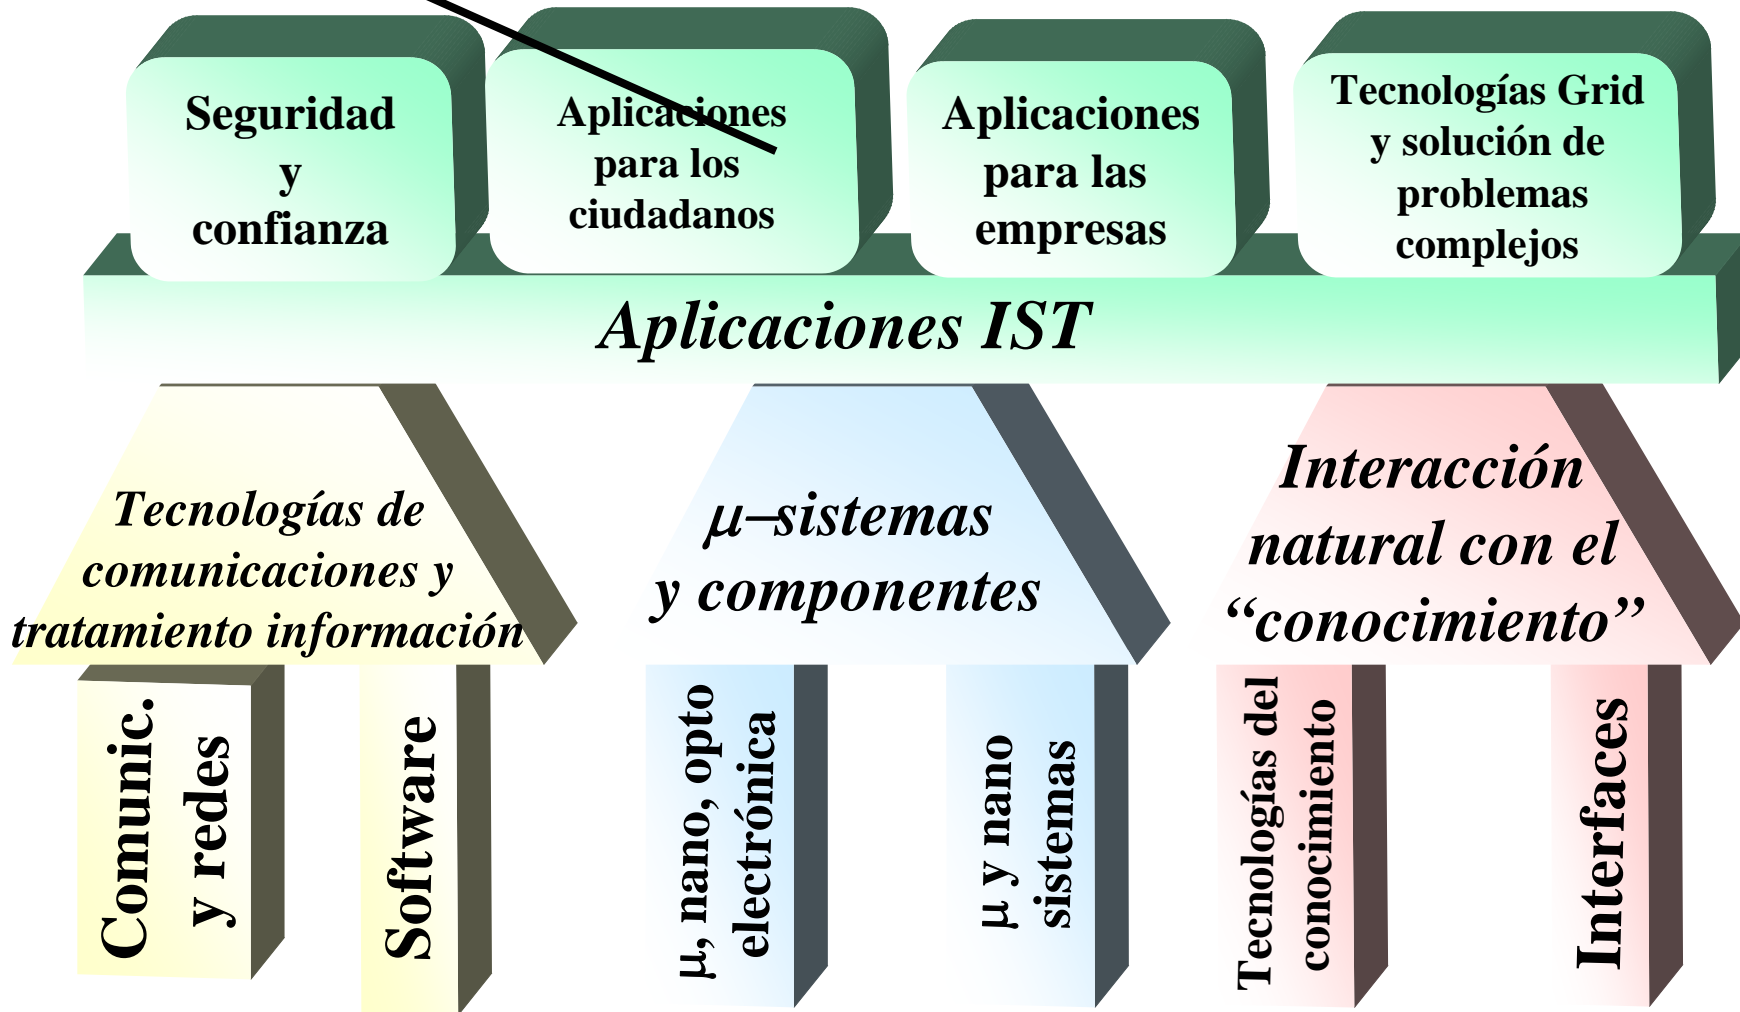 Seguridad
y
confianza
Aplicaciones
para los
ciudadanos
Aplicaciones
para las
empresas
Tecnologías Grid
y solución de
problemas
complejos
Aplicaciones IST
Tecnologías de
comunicaciones y
tratamiento información
μ–sistemas
y componentes
Interacción
natural con el
“conocimiento”
Comunic.
y redes
Software
μ, nano, opto
electrónica
μ y nano
sistemas
Tecnologías del
conocimiento
Interfaces